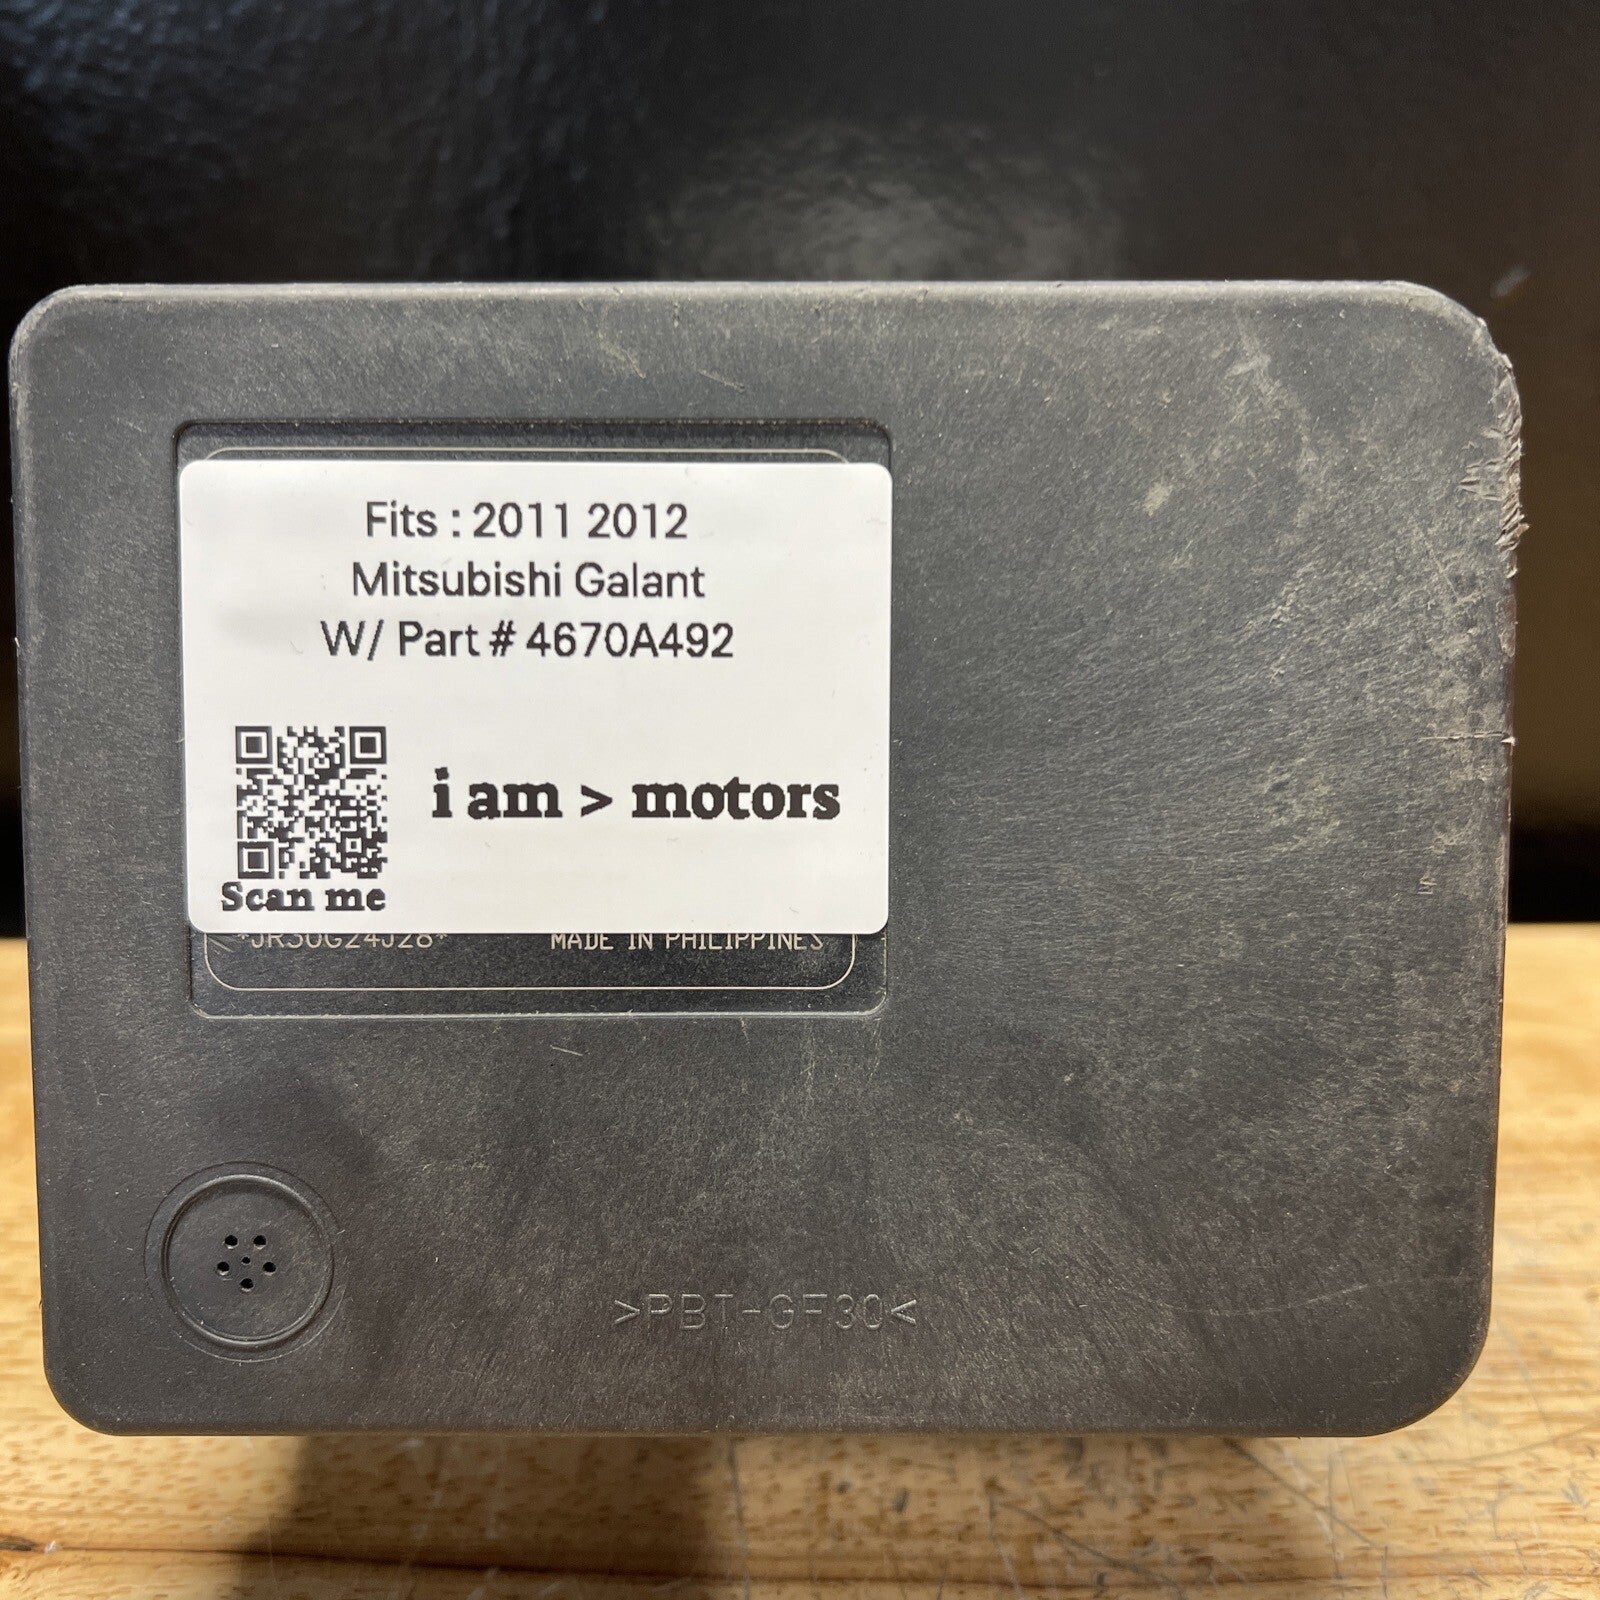 Fits : 2011 2012
Mitsubishi Galant
W/ Part # 4670A492
i am > motors
Scan me
MADE IN PHILIPPINES
>PBT-GF30<